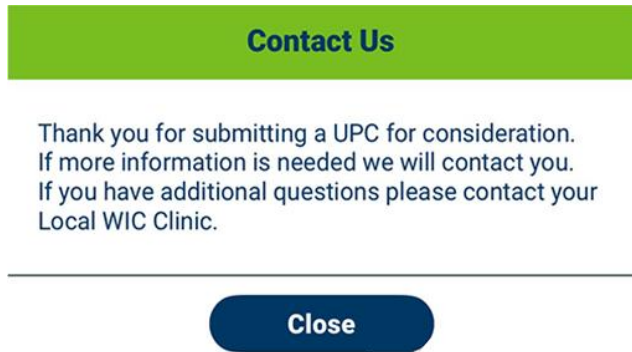 Contact Us
Thank you for submitting a UPC for consideration.
If more information is needed we will contact you.
If you have additional questions please contact your
Local WIC Clinic.
Close